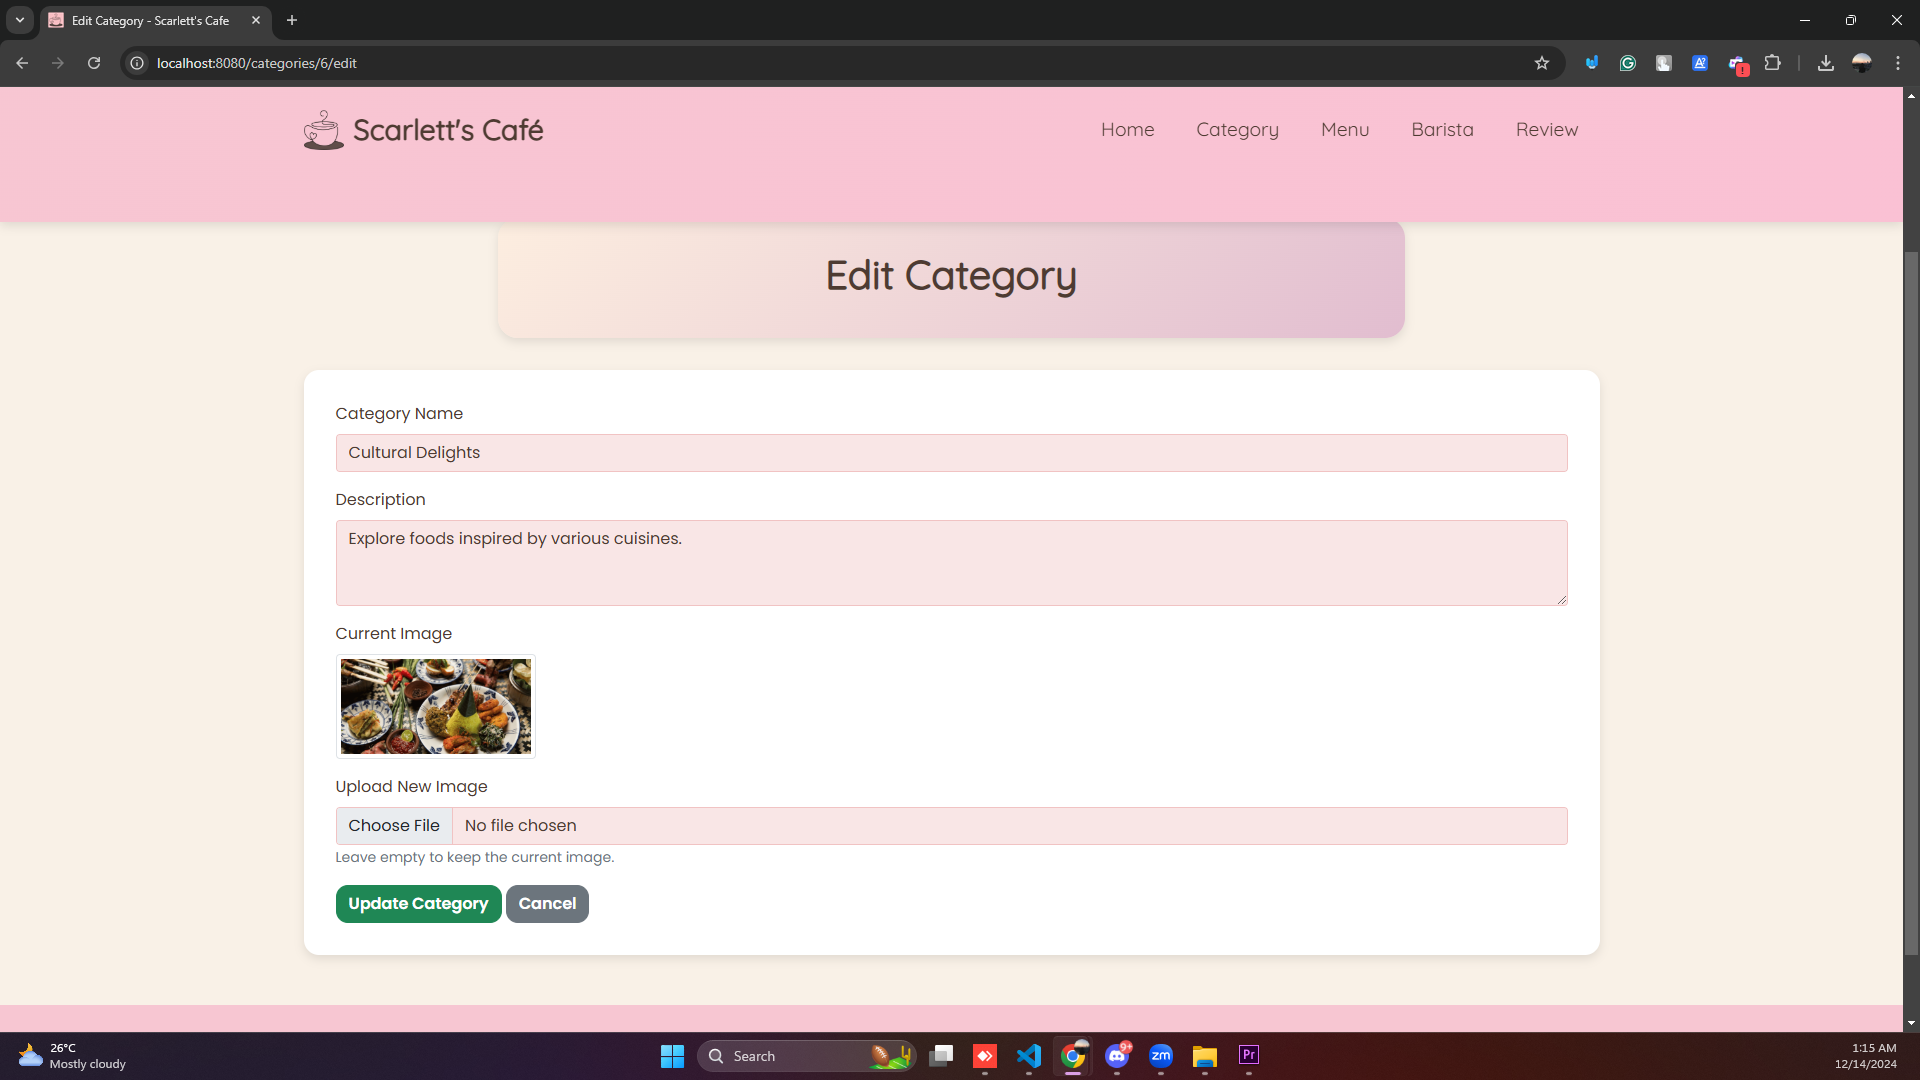 Edit Category - Scarlett's Cafe
localhost:8080/categories/6/edit
Scarlett's Café
Home
Category
Menu
Barista
Review
Edit Category
Category Name
Cultural Delights
Description
Explore foods inspired by various cuisines.
Current Image
Upload New Image
Choose File
No file chosen
Leave empty to keep the current image.
Update Category
Cancel
26°C
Mostly cloudy
Search
9+
zm
Pr
1:15 AM
12/14/2024